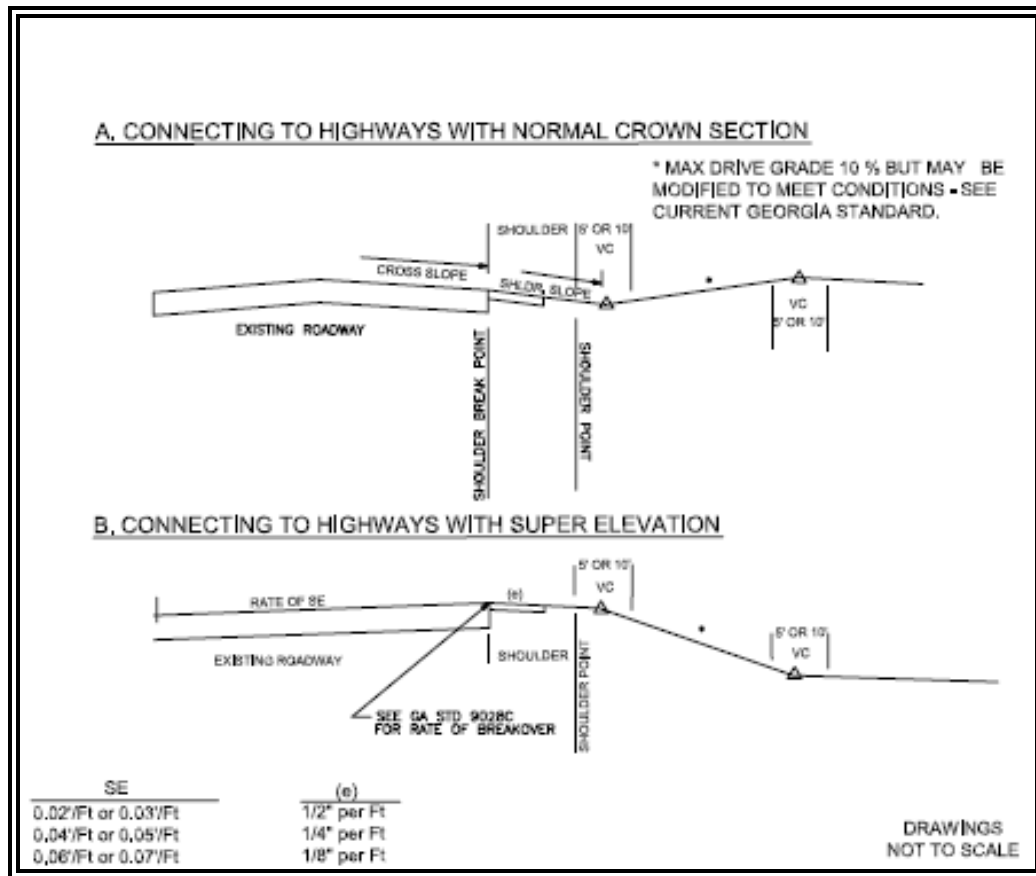 A. CONNECTING TO HIGHWAYS WITH NORMAL CROWN SECTION
* MAX DRIVE GRADE 10 % BUT MAY BE
MODIFIED TO MEET CONDITIONS - SEE
CURRENT GEORGIA STANDARD.
SHOULDER
5' OR 10'
VC
CROSS SLOPE
SHLDR. SLOPE
*
EXISTING ROADWAY
VC
5' OR 10'
SHOULDER BREAK POINT
SHOULDER POINT
B. CONNECTING TO HIGHWAYS WITH SUPER ELEVATION
5' OR 10'
VC
RATE OF SE
(e)
*
5' OR 10'
VC
EXISTING ROADWAY
SHOULDER
SHOULDER POINT
SEE GA STD 9028C
FOR RATE OF BREAKOVER
SE (e)
0.02'/Ft or 0.03'/Ft 1/2" per Ft
0.04'/Ft or 0.05'/Ft 1/4" per Ft
0.06'/Ft or 0.07'/Ft 1/8" per Ft
DRAWINGS
NOT TO SCALE